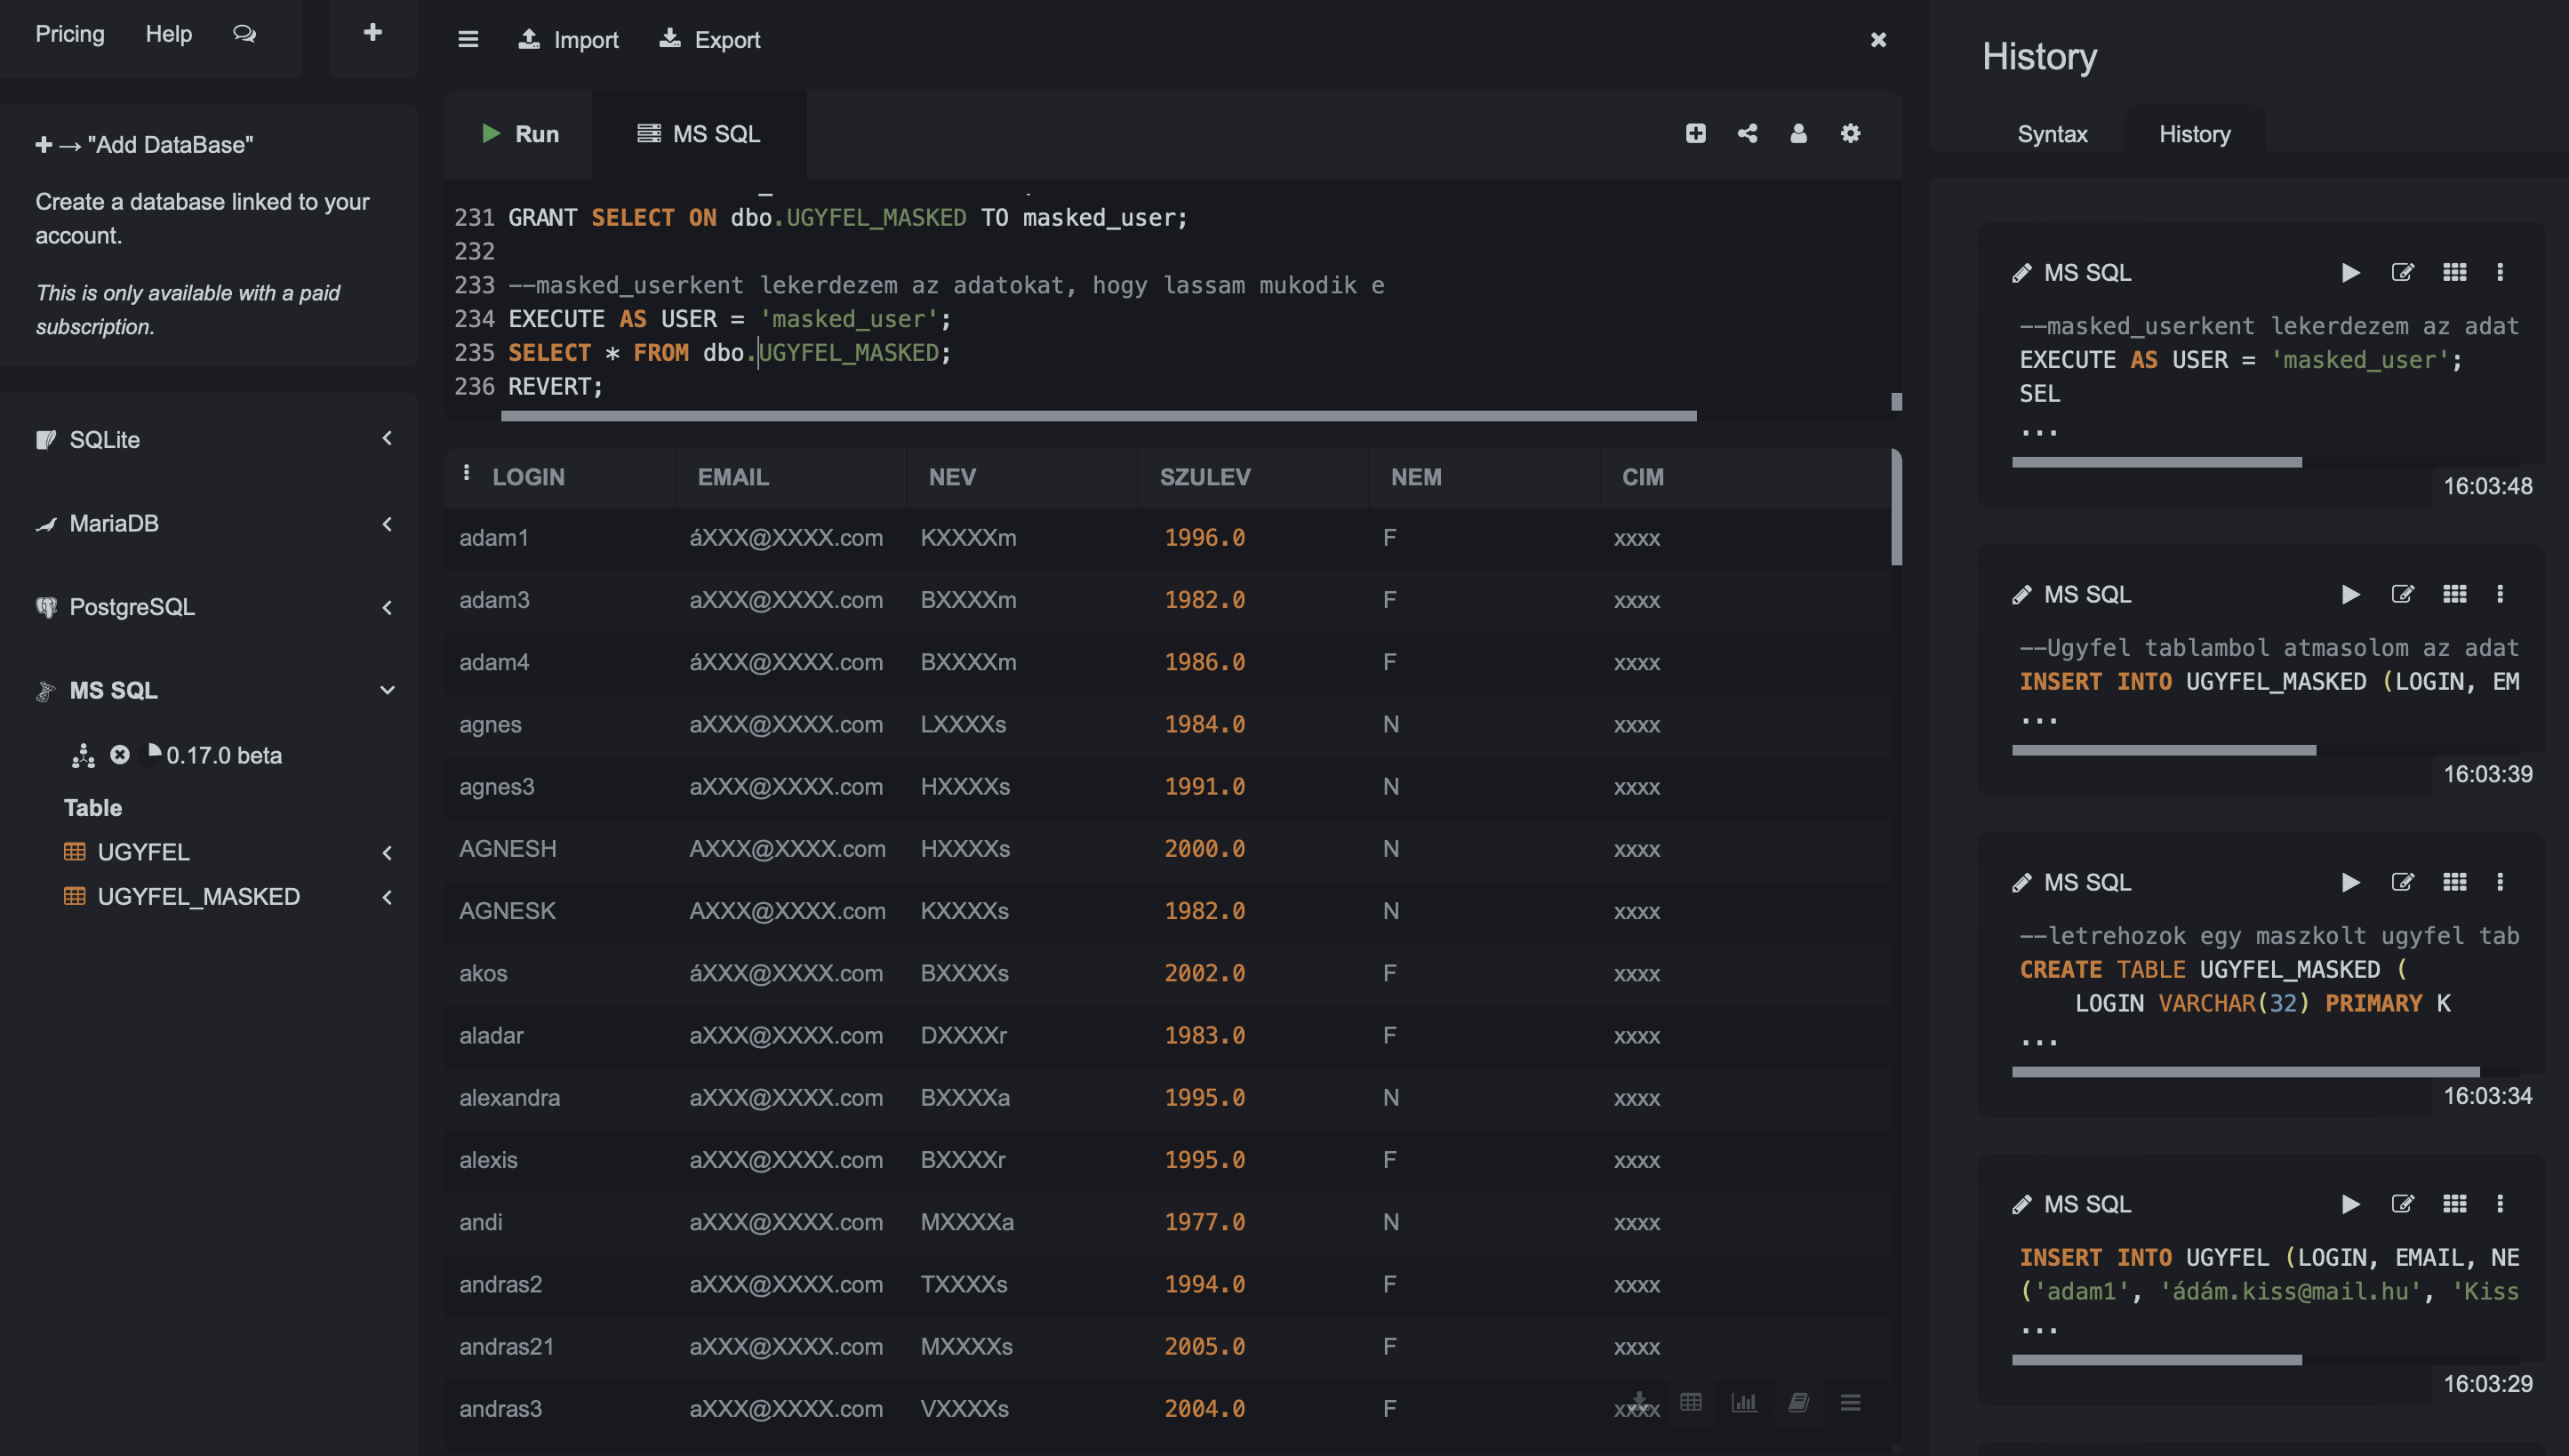 Pricing Help
Import Export
History
Run MS SQL
Syntax History
→ "Add DataBase"
Create a database linked to your
account.
This is only available with a paid
subscription.
SQLite
MariaDB
PostgreSQL
MS SQL
0.17.0 beta
Table
UGYFEL
UGYFEL_MASKED
231 GRANT SELECT ON dbo.UGYFEL_MASKED TO masked_user;
232
233 --masked_userkent lekerdezem az adatokat, hogy lassam mukodik e
234 EXECUTE AS USER = 'masked_user';
235 SELECT * FROM dbo.UGYFEL_MASKED;
236 REVERT;
LOGIN EMAIL NEV SZULEV NEM CIM
adam1 áXXX@XXXX.com KXXXXm 1996.0 F xxxx
adam3 aXXX@XXXX.com BXXXXm 1982.0 F xxxx
adam4 áXXX@XXXX.com BXXXXm 1986.0 F xxxx
agnes aXXX@XXXX.com LXXXXs 1984.0 N xxxx
agnes3 aXXX@XXXX.com HXXXXs 1991.0 N xxxx
AGNESH AXXX@XXXX.com HXXXXs 2000.0 N xxxx
AGNESK AXXX@XXXX.com KXXXXs 1982.0 N xxxx
akos áXXX@XXXX.com BXXXXs 2002.0 F xxxx
aladar aXXX@XXXX.com DXXXXr 1983.0 F xxxx
alexandra aXXX@XXXX.com BXXXXa 1995.0 N xxxx
alexis aXXX@XXXX.com BXXXXr 1995.0 F xxxx
andi aXXX@XXXX.com MXXXXa 1977.0 N xxxx
andras2 aXXX@XXXX.com TXXXXs 1994.0 F xxxx
andras21 aXXX@XXXX.com MXXXXs 2005.0 F xxxx
andras3 aXXX@XXXX.com VXXXXs 2004.0 F xxxx
MS SQL
--masked_userkent lekerdezem az adat
EXECUTE AS USER = 'masked_user';
SEL
...
16:03:48
MS SQL
--Ugyfel tablambol atmasolom az adat
INSERT INTO UGYFEL_MASKED (LOGIN, EM
...
16:03:39
MS SQL
--letrehozok egy maszkolt ugyfel tab
CREATE TABLE UGYFEL_MASKED (
LOGIN VARCHAR(32) PRIMARY K
...
16:03:34
MS SQL
INSERT INTO UGYFEL (LOGIN, EMAIL, NE
('adam1', 'ádám.kiss@mail.hu', 'Kiss
...
16:03:29